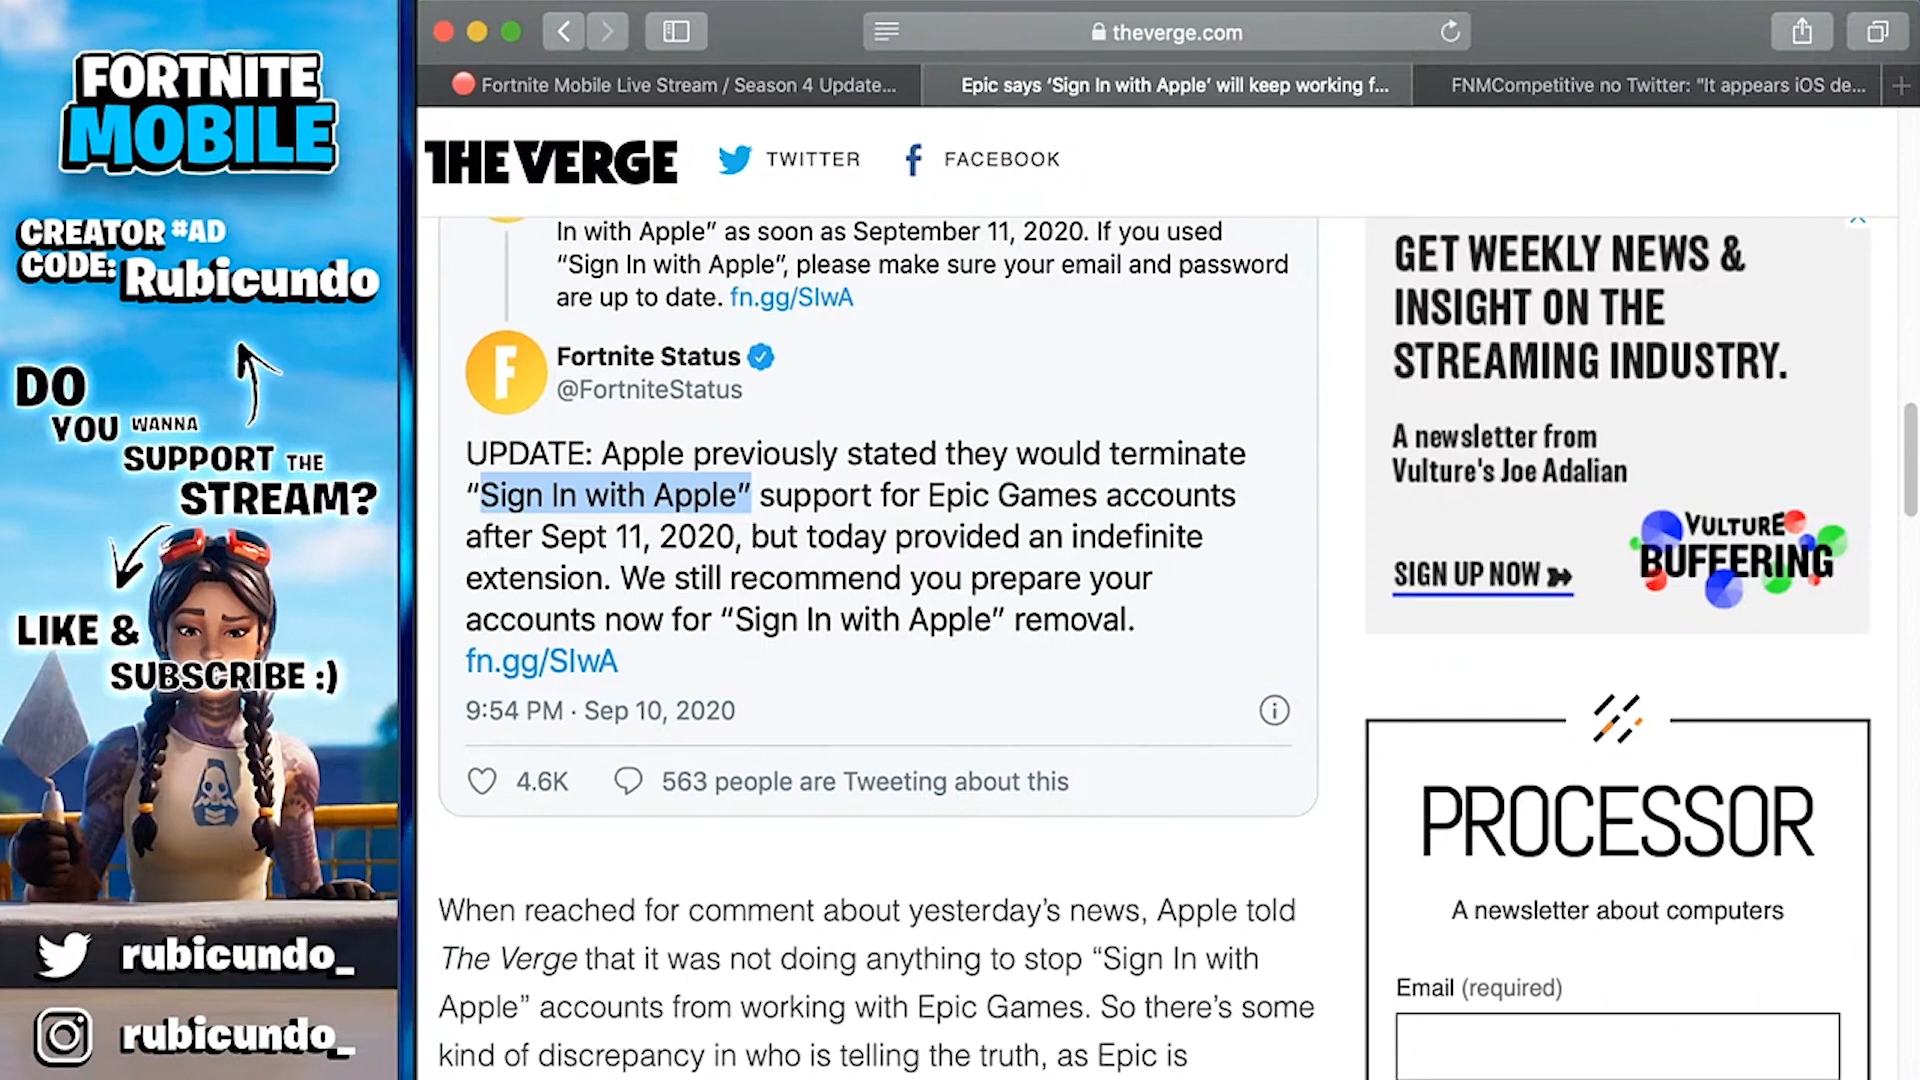 FORTNITE
MOBILE
CREATOR #AD
CODE: Rubicundo
DO
YOU WANNA
SUPPORT THE
STREAM?
LIKE &
SUBSCRIBE :)
rubicundo_
rubicundo_
theverge.com
Fortnite Mobile Live Stream / Season 4 Update...
Epic says ‘Sign In with Apple’ will keep working f...
FNMCompetitive no Twitter: "It appears iOS de...
THE VERGE
TWITTER
FACEBOOK
In with Apple” as soon as September 11, 2020. If you used
“Sign In with Apple”, please make sure your email and password
are up to date. fn.gg/SIwA
F
Fortnite Status
@FortniteStatus
UPDATE: Apple previously stated they would terminate
“Sign In with Apple” support for Epic Games accounts
after Sept 11, 2020, but today provided an indefinite
extension. We still recommend you prepare your
accounts now for “Sign In with Apple” removal.
fn.gg/SIwA
9:54 PM · Sep 10, 2020
4.6K
563 people are Tweeting about this
When reached for comment about yesterday’s news, Apple told
The Verge that it was not doing anything to stop “Sign In with
Apple” accounts from working with Epic Games. So there’s some
kind of discrepancy in who is telling the truth, as Epic is
GET WEEKLY NEWS &
INSIGHT ON THE
STREAMING INDUSTRY.
A newsletter from
Vulture's Joe Adalian
SIGN UP NOW
VULTURE
BUFFERING
PROCESSOR
A newsletter about computers
Email (required)